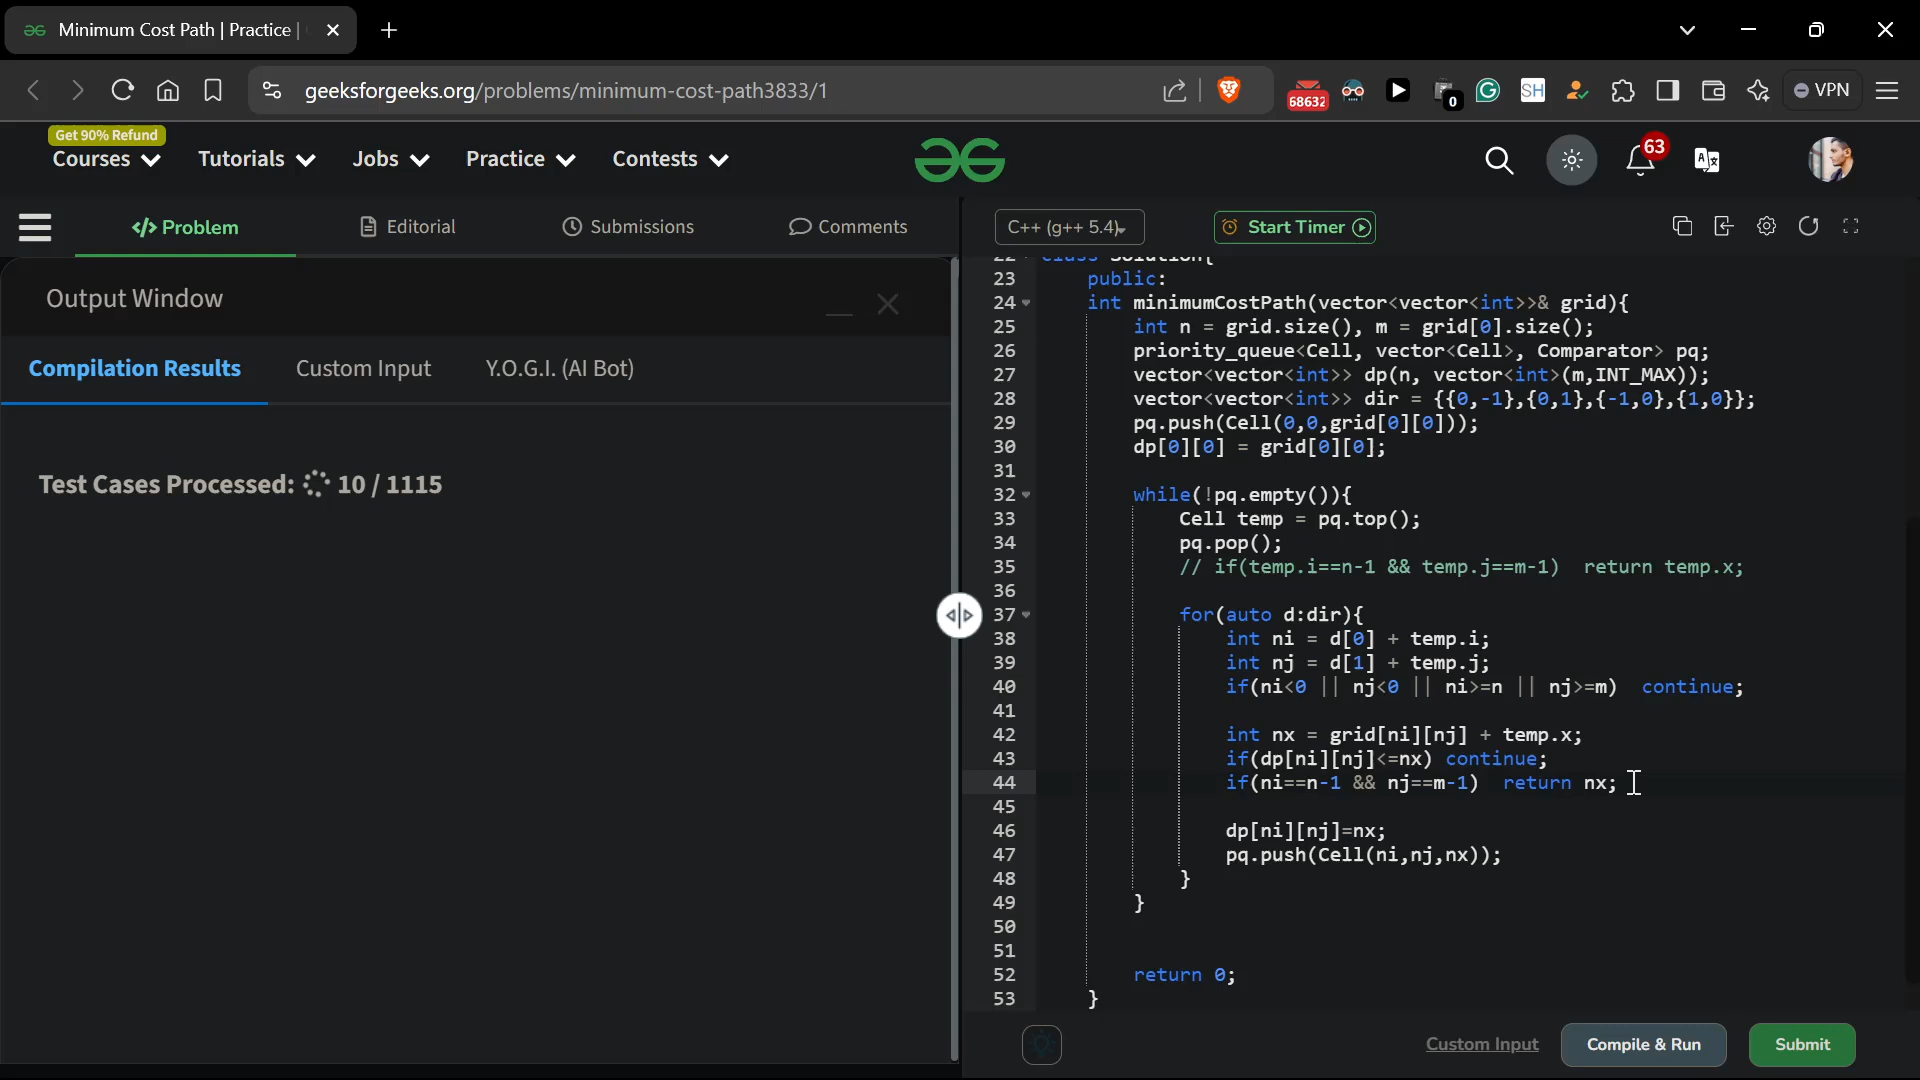 Minimum Cost Path | Practice |
geeksforgeeks.org/problems/minimum-cost-path3833/1
68632
0
SH
VPN
Get 90% Refund
Courses
Tutorials
Jobs
Practice
Contests
63
</> Problem
Editorial
Submissions
Comments
C++ (g++ 5.4)
Start Timer
Output Window
Compilation Results
Custom Input
Y.O.G.I. (AI Bot)
Test Cases Processed: 10 / 1115
22 class Solution{
23 public:
24 int minimumCostPath(vector<vector<int>>& grid){
25 int n = grid.size(), m = grid[0].size();
26 priority_queue<Cell, vector<Cell>, Comparator> pq;
27 vector<vector<int>> dp(n, vector<int>(m,INT_MAX));
28 vector<vector<int>> dir = {{0,-1},{0,1},{-1,0},{1,0}};
29 pq.push(Cell(0,0,grid[0][0]));
30 dp[0][0] = grid[0][0];
31
32 while(!pq.empty()){
33 Cell temp = pq.top();
34 pq.pop();
35 // if(temp.i==n-1 && temp.j==m-1) return temp.x;
36
37 for(auto d:dir){
38 int ni = d[0] + temp.i;
39 int nj = d[1] + temp.j;
40 if(ni<0 || nj<0 || ni>=n || nj>=m) continue;
41
42 int nx = grid[ni][nj] + temp.x;
43 if(dp[ni][nj]<=nx) continue;
44 if(ni==n-1 && nj==m-1) return nx;
45
46 dp[ni][nj]=nx;
47 pq.push(Cell(ni,nj,nx));
48 }
49 }
50
51
52 return 0;
53 }
Custom Input
Compile & Run
Submit